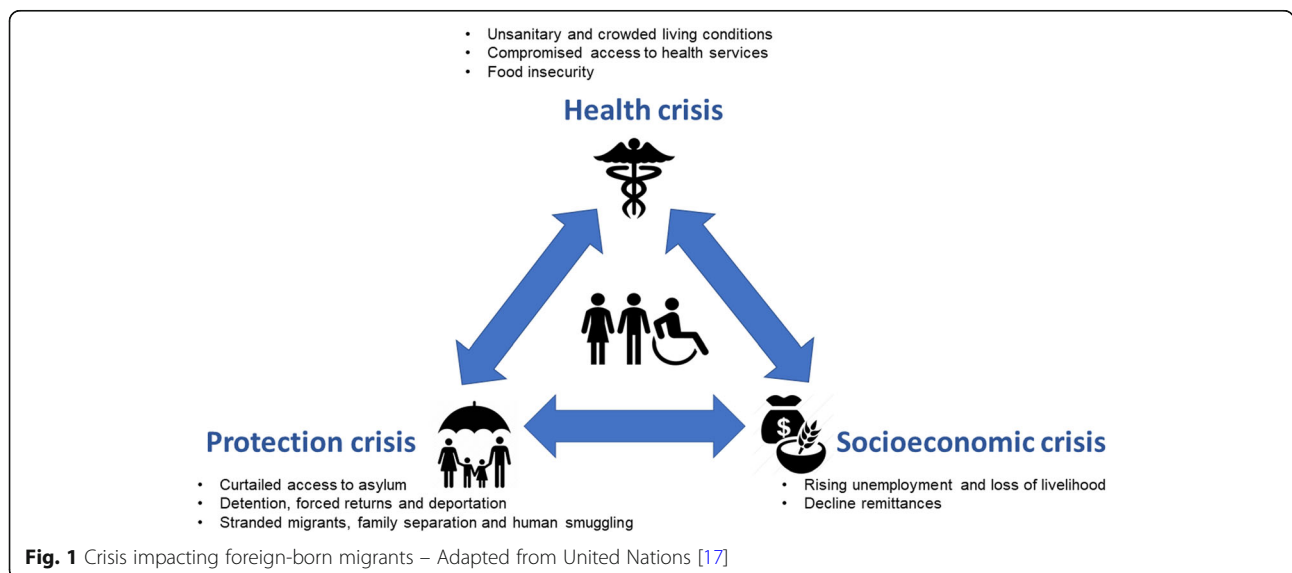 • Unsanitary and crowded living conditions
• Compromised access to health services
• Food insecurity
Health crisis
$
Protection crisis
• Curtailed access to asylum
• Detention, forced returns and deportation
• Stranded migrants, family separation and human smuggling
Socioeconomic crisis
• Rising unemployment and loss of livelihood
• Decline remittances
Fig. 1 Crisis impacting foreign-born migrants – Adapted from United Nations [17]